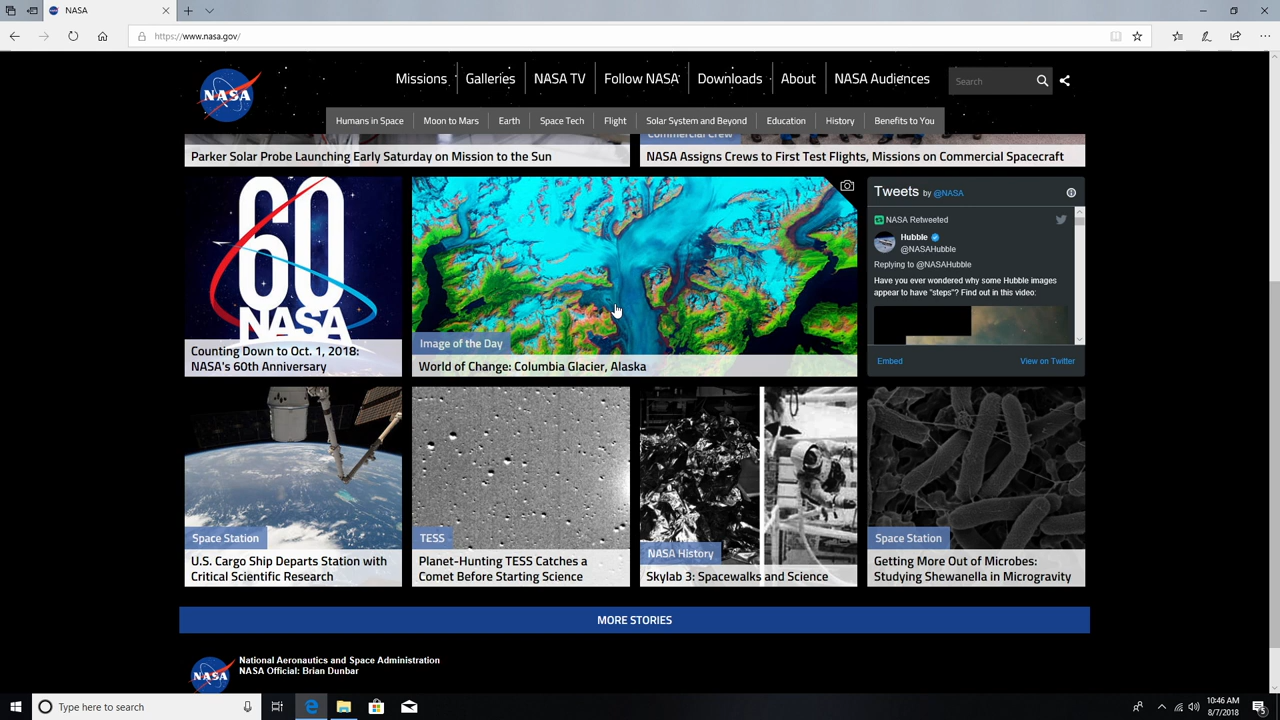 NASA
https://www.nasa.gov/
NASA
Missions
Galleries
NASA TV
Follow NASA
Downloads
About
NASA Audiences
Search
Humans in Space
Moon to Mars
Earth
Space Tech
Flight
Solar System and Beyond
Education
History
Benefits to You
Commercial Crew
Parker Solar Probe Launching Early Saturday on Mission to the Sun
NASA Assigns Crews to First Test Flights, Missions on Commercial Spacecraft
60
NASA
Counting Down to Oct. 1, 2018:
NASA's 60th Anniversary
Image of the Day
World of Change: Columbia Glacier, Alaska
Tweets by @NASA
NASA Retweeted
Hubble
@NASAHubble
Replying to @NASAHubble
Have you ever wondered why some Hubble images
appear to have "steps"? Find out in this video:
Embed
View on Twitter
Space Station
U.S. Cargo Ship Departs Station with
Critical Scientific Research
TESS
Planet-Hunting TESS Catches a
Comet Before Starting Science
NASA History
Skylab 3: Spacewalks and Science
Space Station
Getting More Out of Microbes:
Studying Shewanella in Microgravity
MORE STORIES
NASA
National Aeronautics and Space Administration
NASA Official: Brian Dunbar
Type here to search
10:46 AM
8/7/2018
5